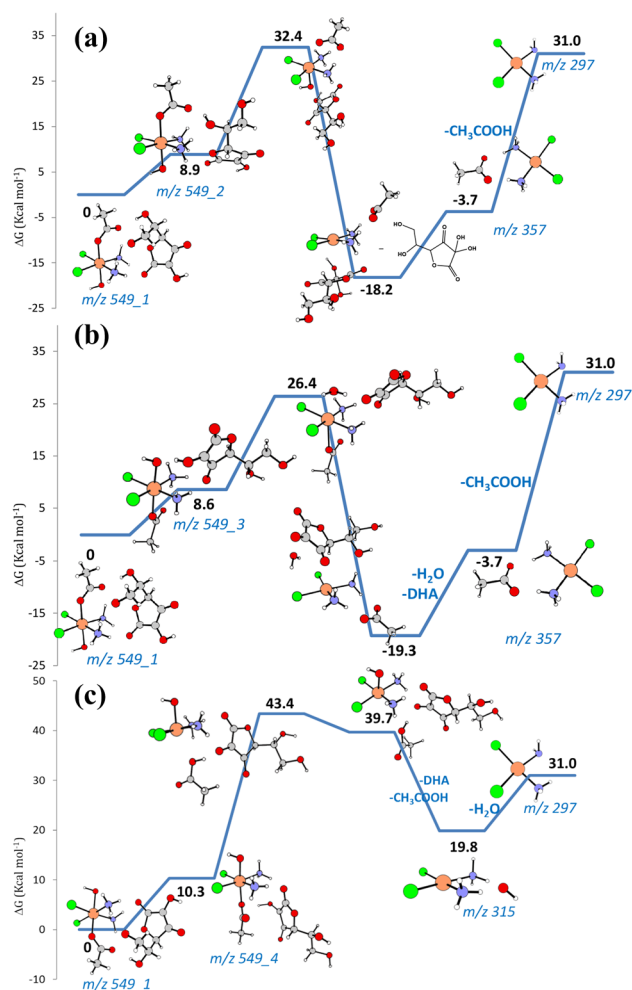 (a)
ΔG (Kcal mol⁻¹)
35
25
15
5
-5
-15
-25
0
m/z 549_1
8.9
m/z 549_2
32.4
-18.2
HO
OH
O
OH
OH
O
O
-3.7
m/z 357
-CH₃COOH
31.0
m/z 297
(b)
ΔG (Kcal mol⁻¹)
35
25
15
5
-5
-15
-25
0
m/z 549_1
8.6
m/z 549_3
26.4
-19.3
-H₂O
-DHA
-3.7
m/z 357
-CH₃COOH
31.0
m/z 297
(c)
ΔG (Kcal mol⁻¹)
50
40
30
20
10
0
-10
0
m/z 549_1
10.3
m/z 549_4
43.4
39.7
-DHA
-CH₃COOH
19.8
m/z 315
-H₂O
31.0
m/z 297